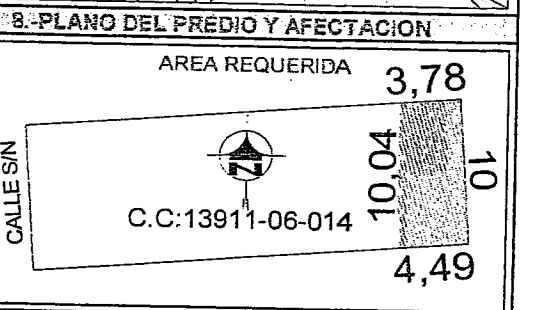 8.-PLANO DEL PREDIO Y AFECTACION
AREA REQUERIDA
3,78
CALLE S/N
N
10,04
10
C.C:13911-06-014
4,49